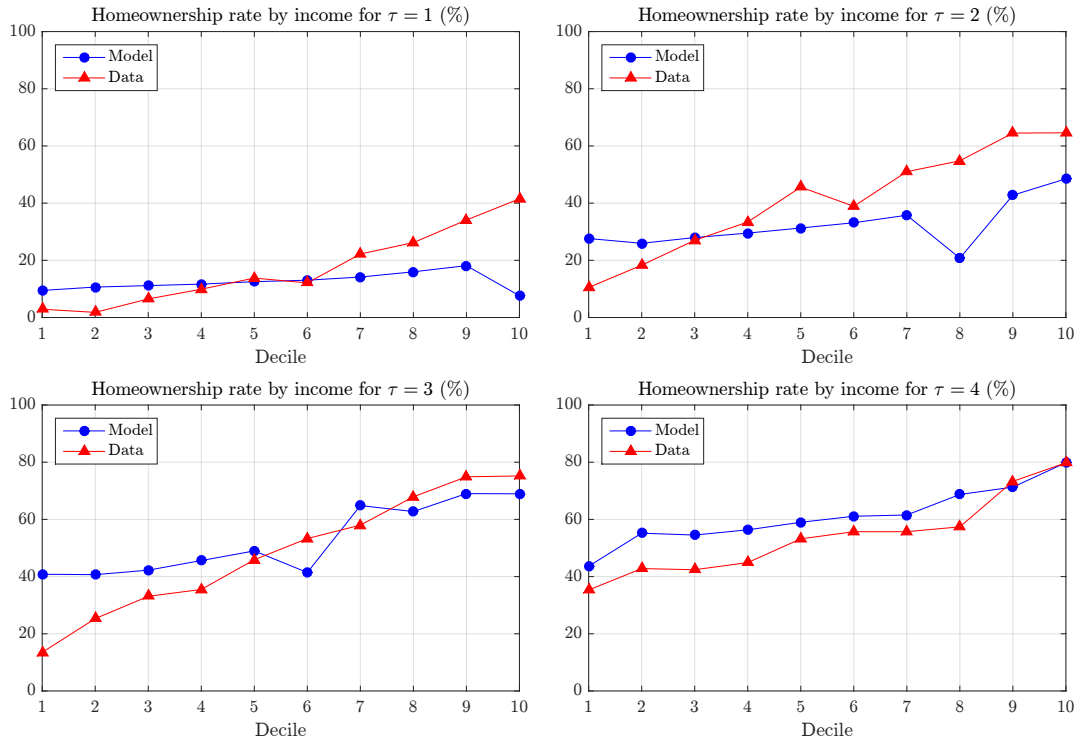 Homeownership rate by income for τ = 1 (%)
Model
Data
100
80
60
40
20
0
1 2 3 4 5 6 7 8 9 10
Decile
Homeownership rate by income for τ = 2 (%)
Model
Data
100
80
60
40
20
0
1 2 3 4 5 6 7 8 9 10
Decile
Homeownership rate by income for τ = 3 (%)
Model
Data
100
80
60
40
20
0
1 2 3 4 5 6 7 8 9 10
Decile
Homeownership rate by income for τ = 4 (%)
Model
Data
100
80
60
40
20
0
1 2 3 4 5 6 7 8 9 10
Decile